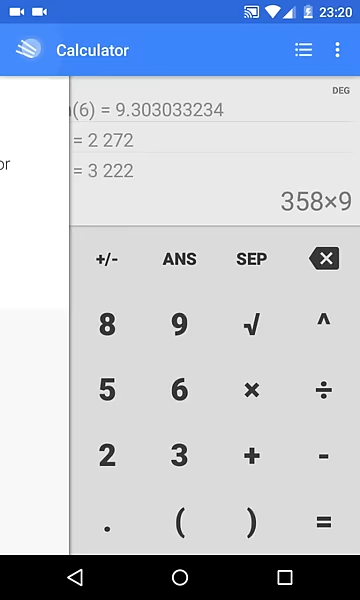 23:20
Calculator
DEG
(6) = 9.303033234
= 2 272
= 3 222
358×9
or
+/- ANS SEP
8 9 √ ^
5 6 × ÷
2 3 + -
. ( ) =